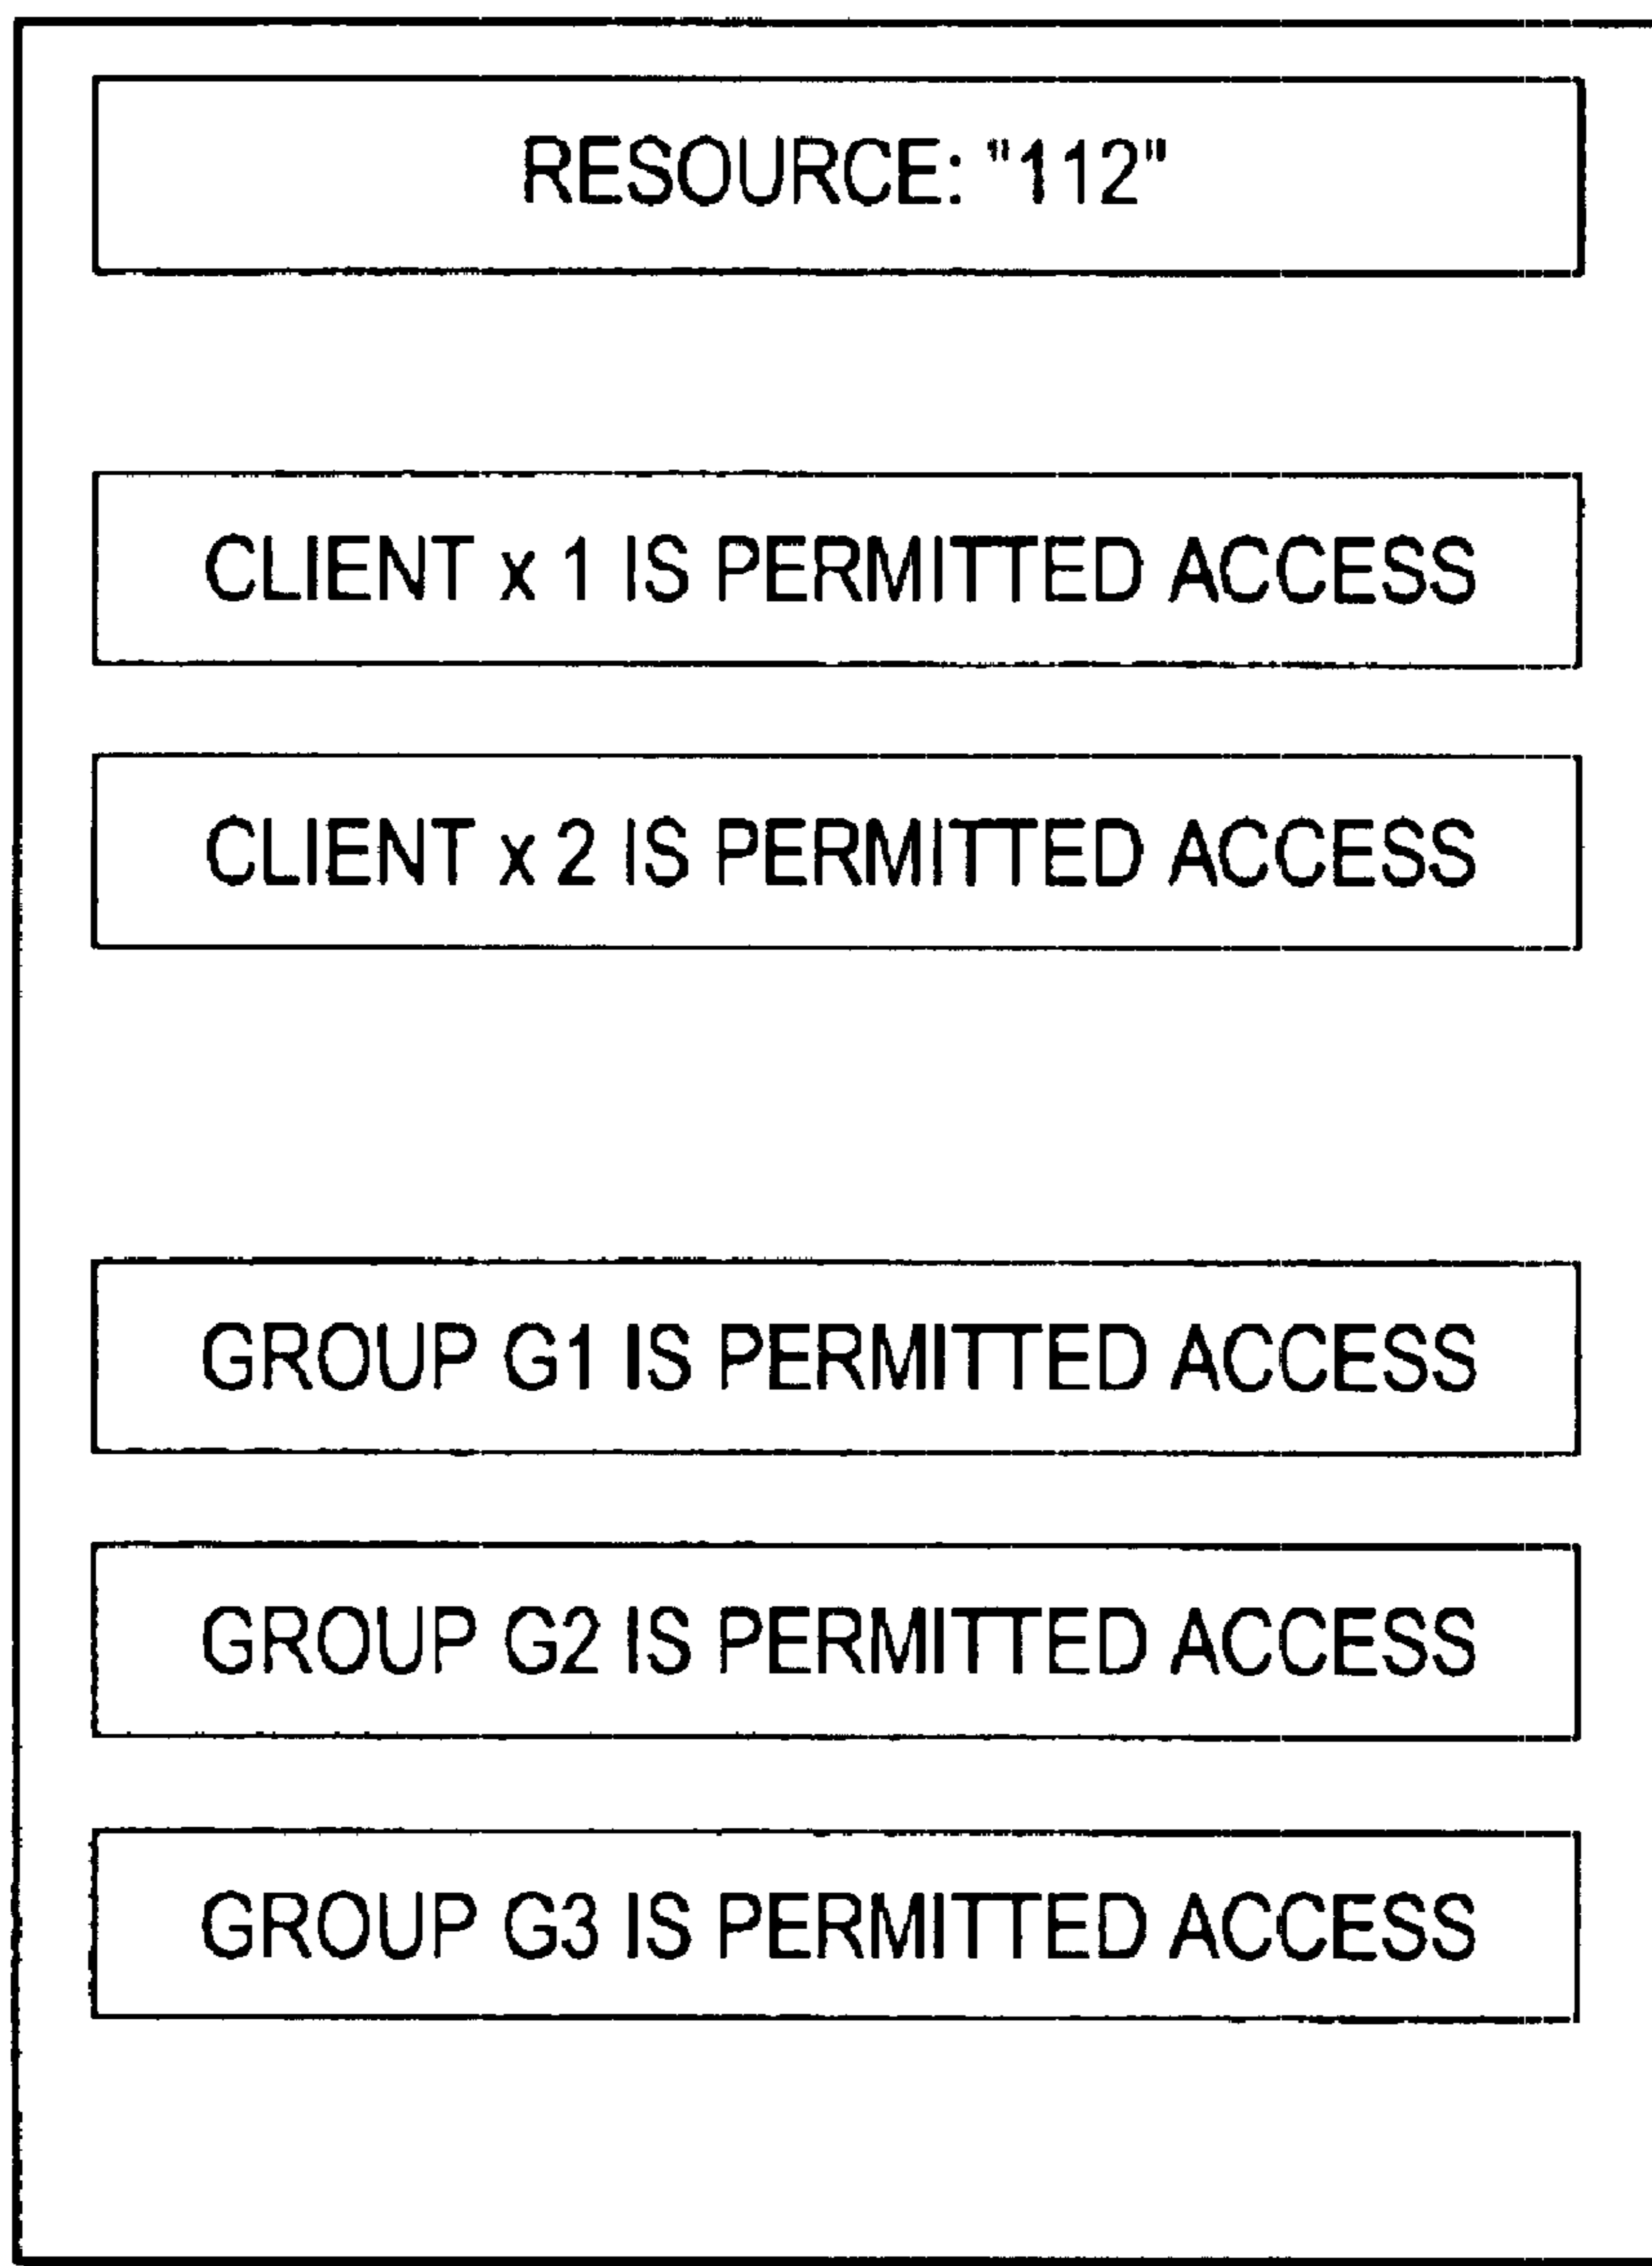 RESOURCE: "112"
CLIENT x 1 IS PERMITTED ACCESS
CLIENT x 2 IS PERMITTED ACCESS
GROUP G1 IS PERMITTED ACCESS
GROUP G2 IS PERMITTED ACCESS
GROUP G3 IS PERMITTED ACCESS